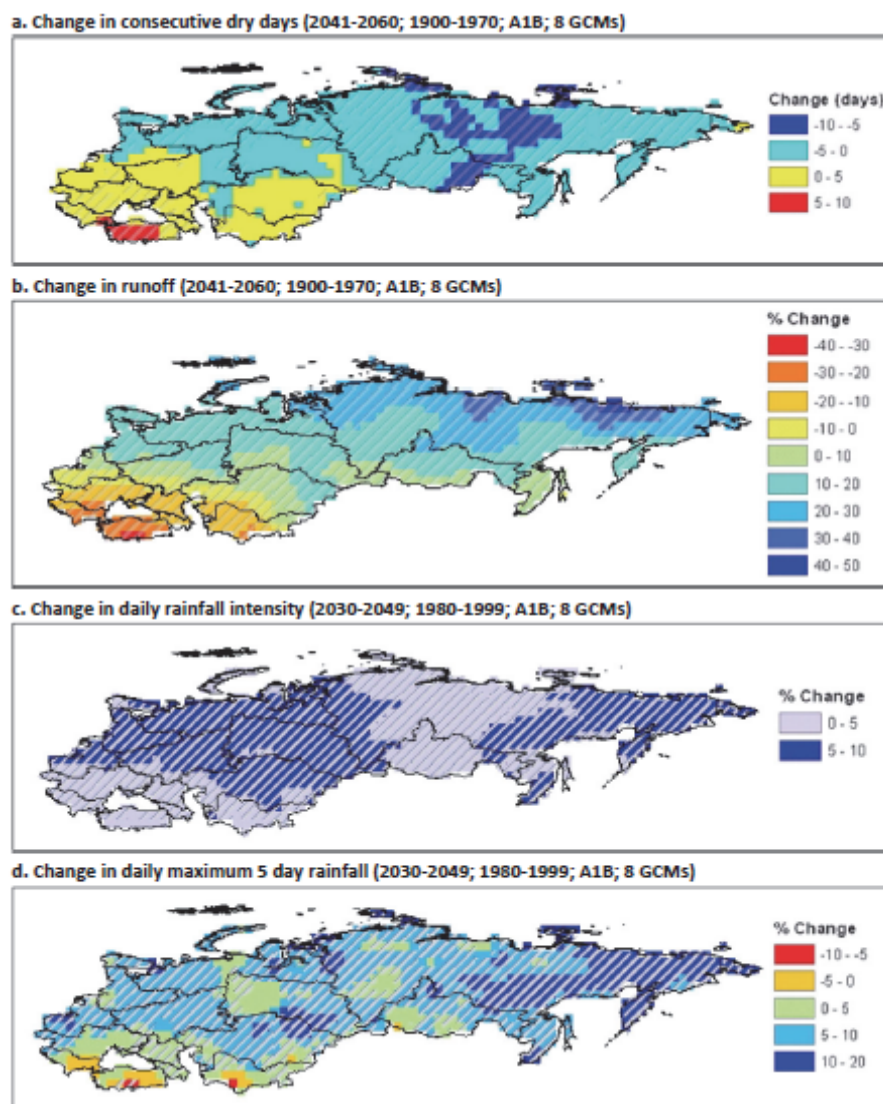 a. Change in consecutive dry days (2041-2060; 1900-1970; A1B; 8 GCMs)
Change (days)
-10 - -5
-5 - 0
0 - 5
5 - 10
b. Change in runoff (2041-2060; 1900-1970; A1B; 8 GCMs)
% Change
-40 - -30
-30 - -20
-20 - -10
-10 - 0
0 - 10
10 - 20
20 - 30
30 - 40
40 - 50
c. Change in daily rainfall intensity (2030-2049; 1980-1999; A1B; 8 GCMs)
% Change
0 - 5
5 - 10
d. Change in daily maximum 5 day rainfall (2030-2049; 1980-1999; A1B; 8 GCMs)
% Change
-10 - -5
-5 - 0
0 - 5
5 - 10
10 - 20